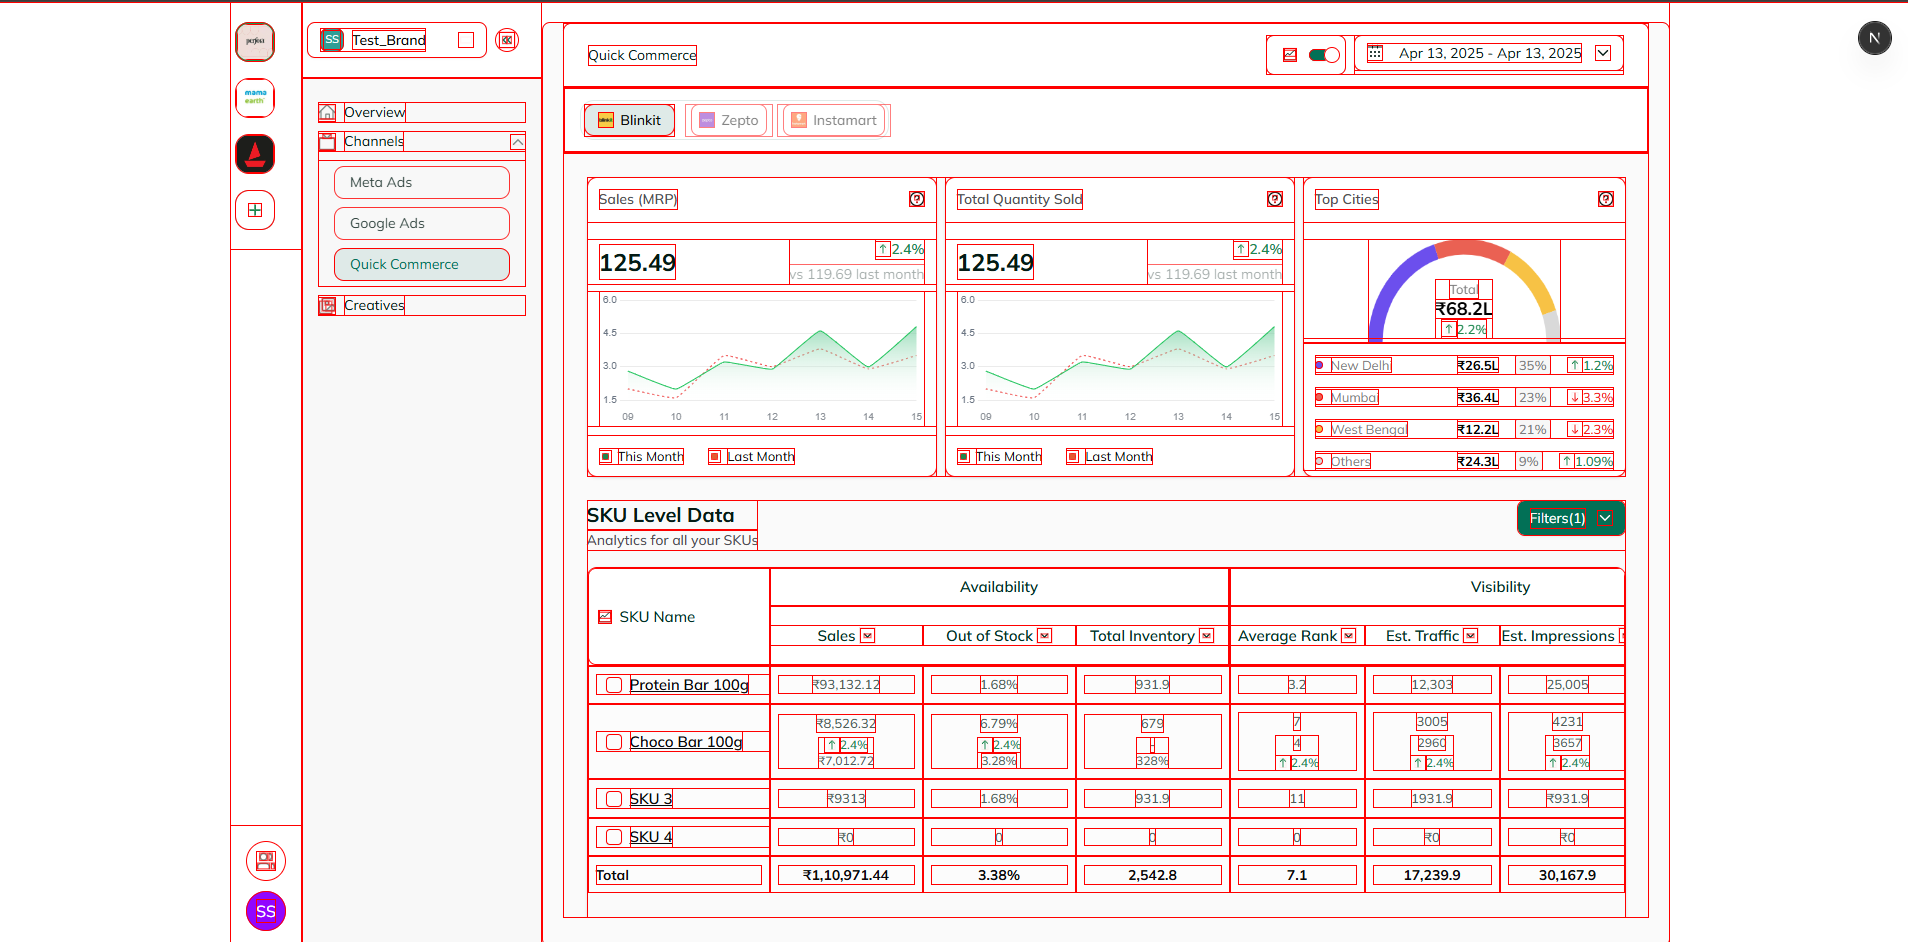 perfora
mama
earth
SS
Test_Brand
Overview
Channels
Meta Ads
Google Ads
Quick Commerce
Creatives
SS
Quick Commerce
Apr 13, 2025 - Apr 13, 2025
N
blinkit
Blinkit
Zepto
Instamart
Sales (MRP)
125.49
2.4%
vs 119.69 last month
6.0
4.5
3.0
1.5
09 10 11 12 13 14 15
This Month
Last Month
Total Quantity Sold
125.49
2.4%
vs 119.69 last month
6.0
4.5
3.0
1.5
09 10 11 12 13 14 15
This Month
Last Month
Top Cities
Total
₹68.2L
↑ 2.2%
New Delhi ₹26.5L 35% ↑ 1.2%
Mumbai ₹36.4L 23% ↓ 3.3%
West Bengal ₹12.2L 21% ↓ 2.3%
Others ₹24.3L 9% ↑ 1.09%
SKU Level Data
Analytics for all your SKUs
Filters(1)
SKU Name
Availability
Visibility
Sales
Out of Stock
Total Inventory
Average Rank
Est. Traffic
Est. Impressions
Protein Bar 100g ₹93,132.12 1.68% 931.9 3.2 12,303 25,005
Choco Bar 100g
₹8,526.32 6.79% 679 7 3005 4231
↑ 2.4% ↑ 2.4% - 4 2960 3657
₹7,012.72 3.28% 328% ↑ 2.4% ↑ 2.4% ↑ 2.4%
SKU 3 ₹9313 1.68% 931.9 11 1931.9 ₹931.9
SKU 4 ₹0 0 0 0 ₹0 ₹0
Total ₹1,10,971.44 3.38% 2,542.8 7.1 17,239.9 30,167.9